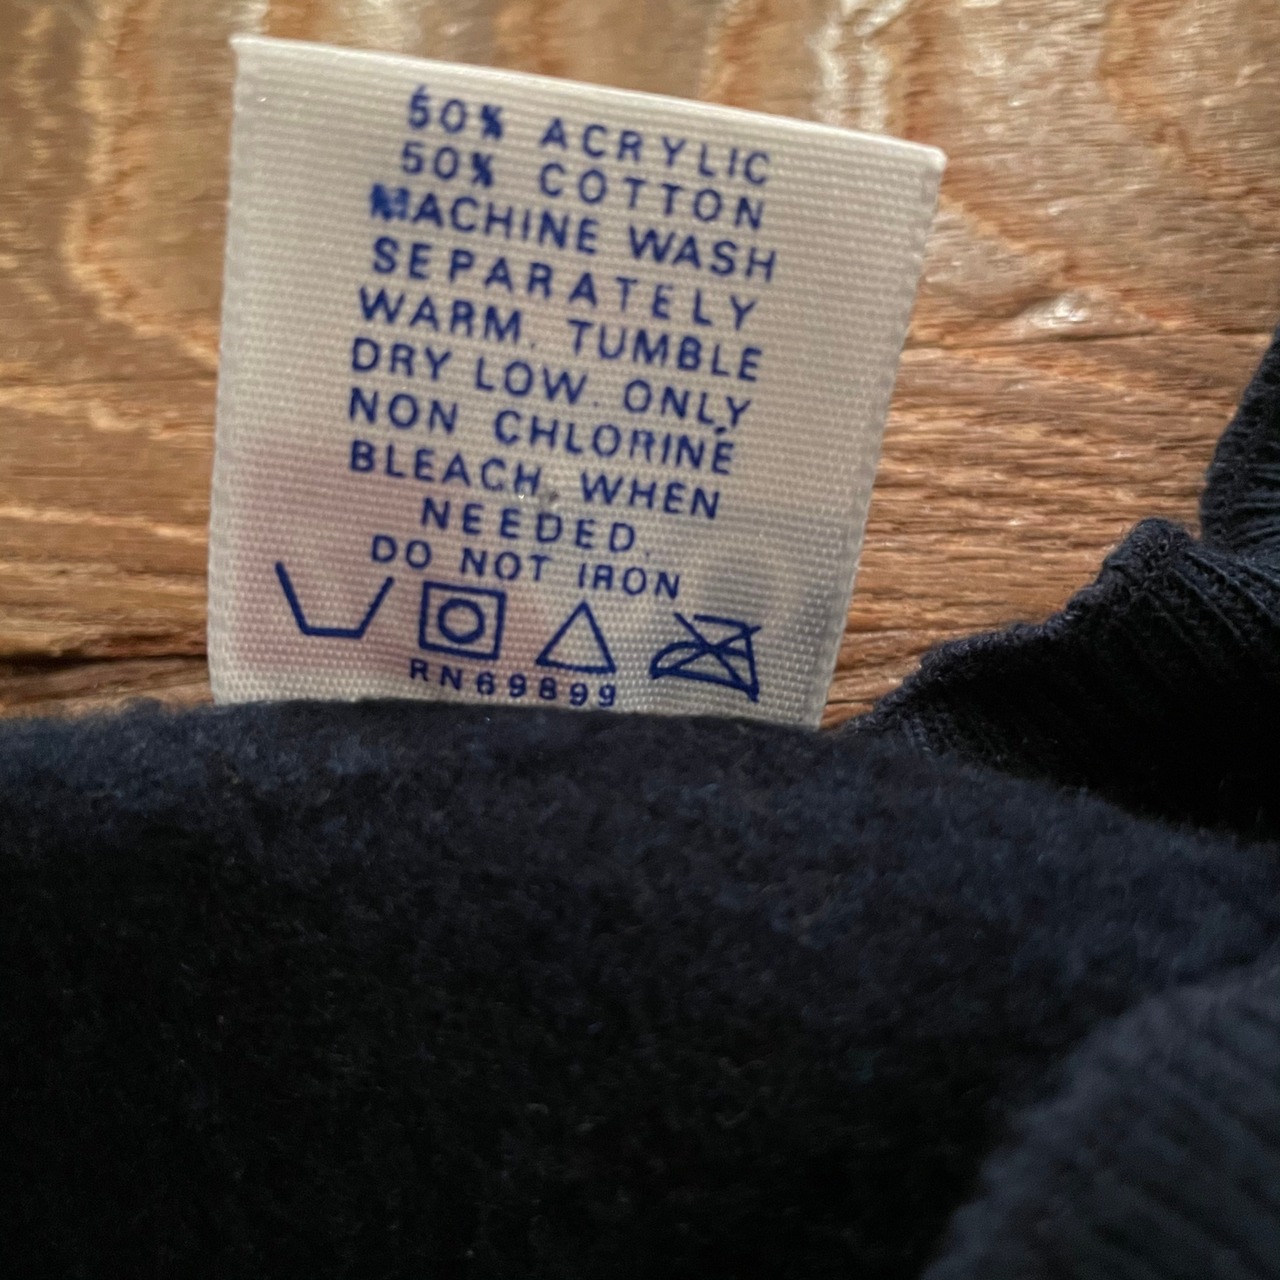 50% ACRYLIC
50% COTTON
MACHINE WASH
SEPARATELY
WARM. TUMBLE
DRY LOW. ONLY
NON CHLORINE
BLEACH, WHEN
NEEDED.
DO NOT IRON
RN69899